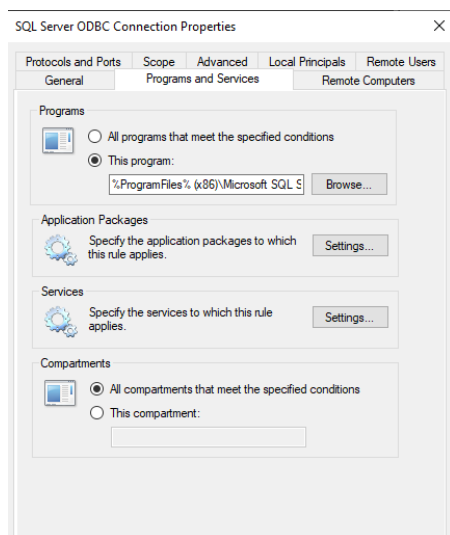 SQL Server ODBC Connection Properties
Protocols and Ports Scope Advanced Local Principals Remote Users
General Programs and Services Remote Computers
Programs
All programs that meet the specified conditions
This program:
%ProgramFiles% (x86)\Microsoft SQL S Browse...
Application Packages
Specify the application packages to which
this rule applies.
Settings...
Services
Specify the services to which this rule
applies.
Settings...
Compartments
All compartments that meet the specified conditions
This compartment: